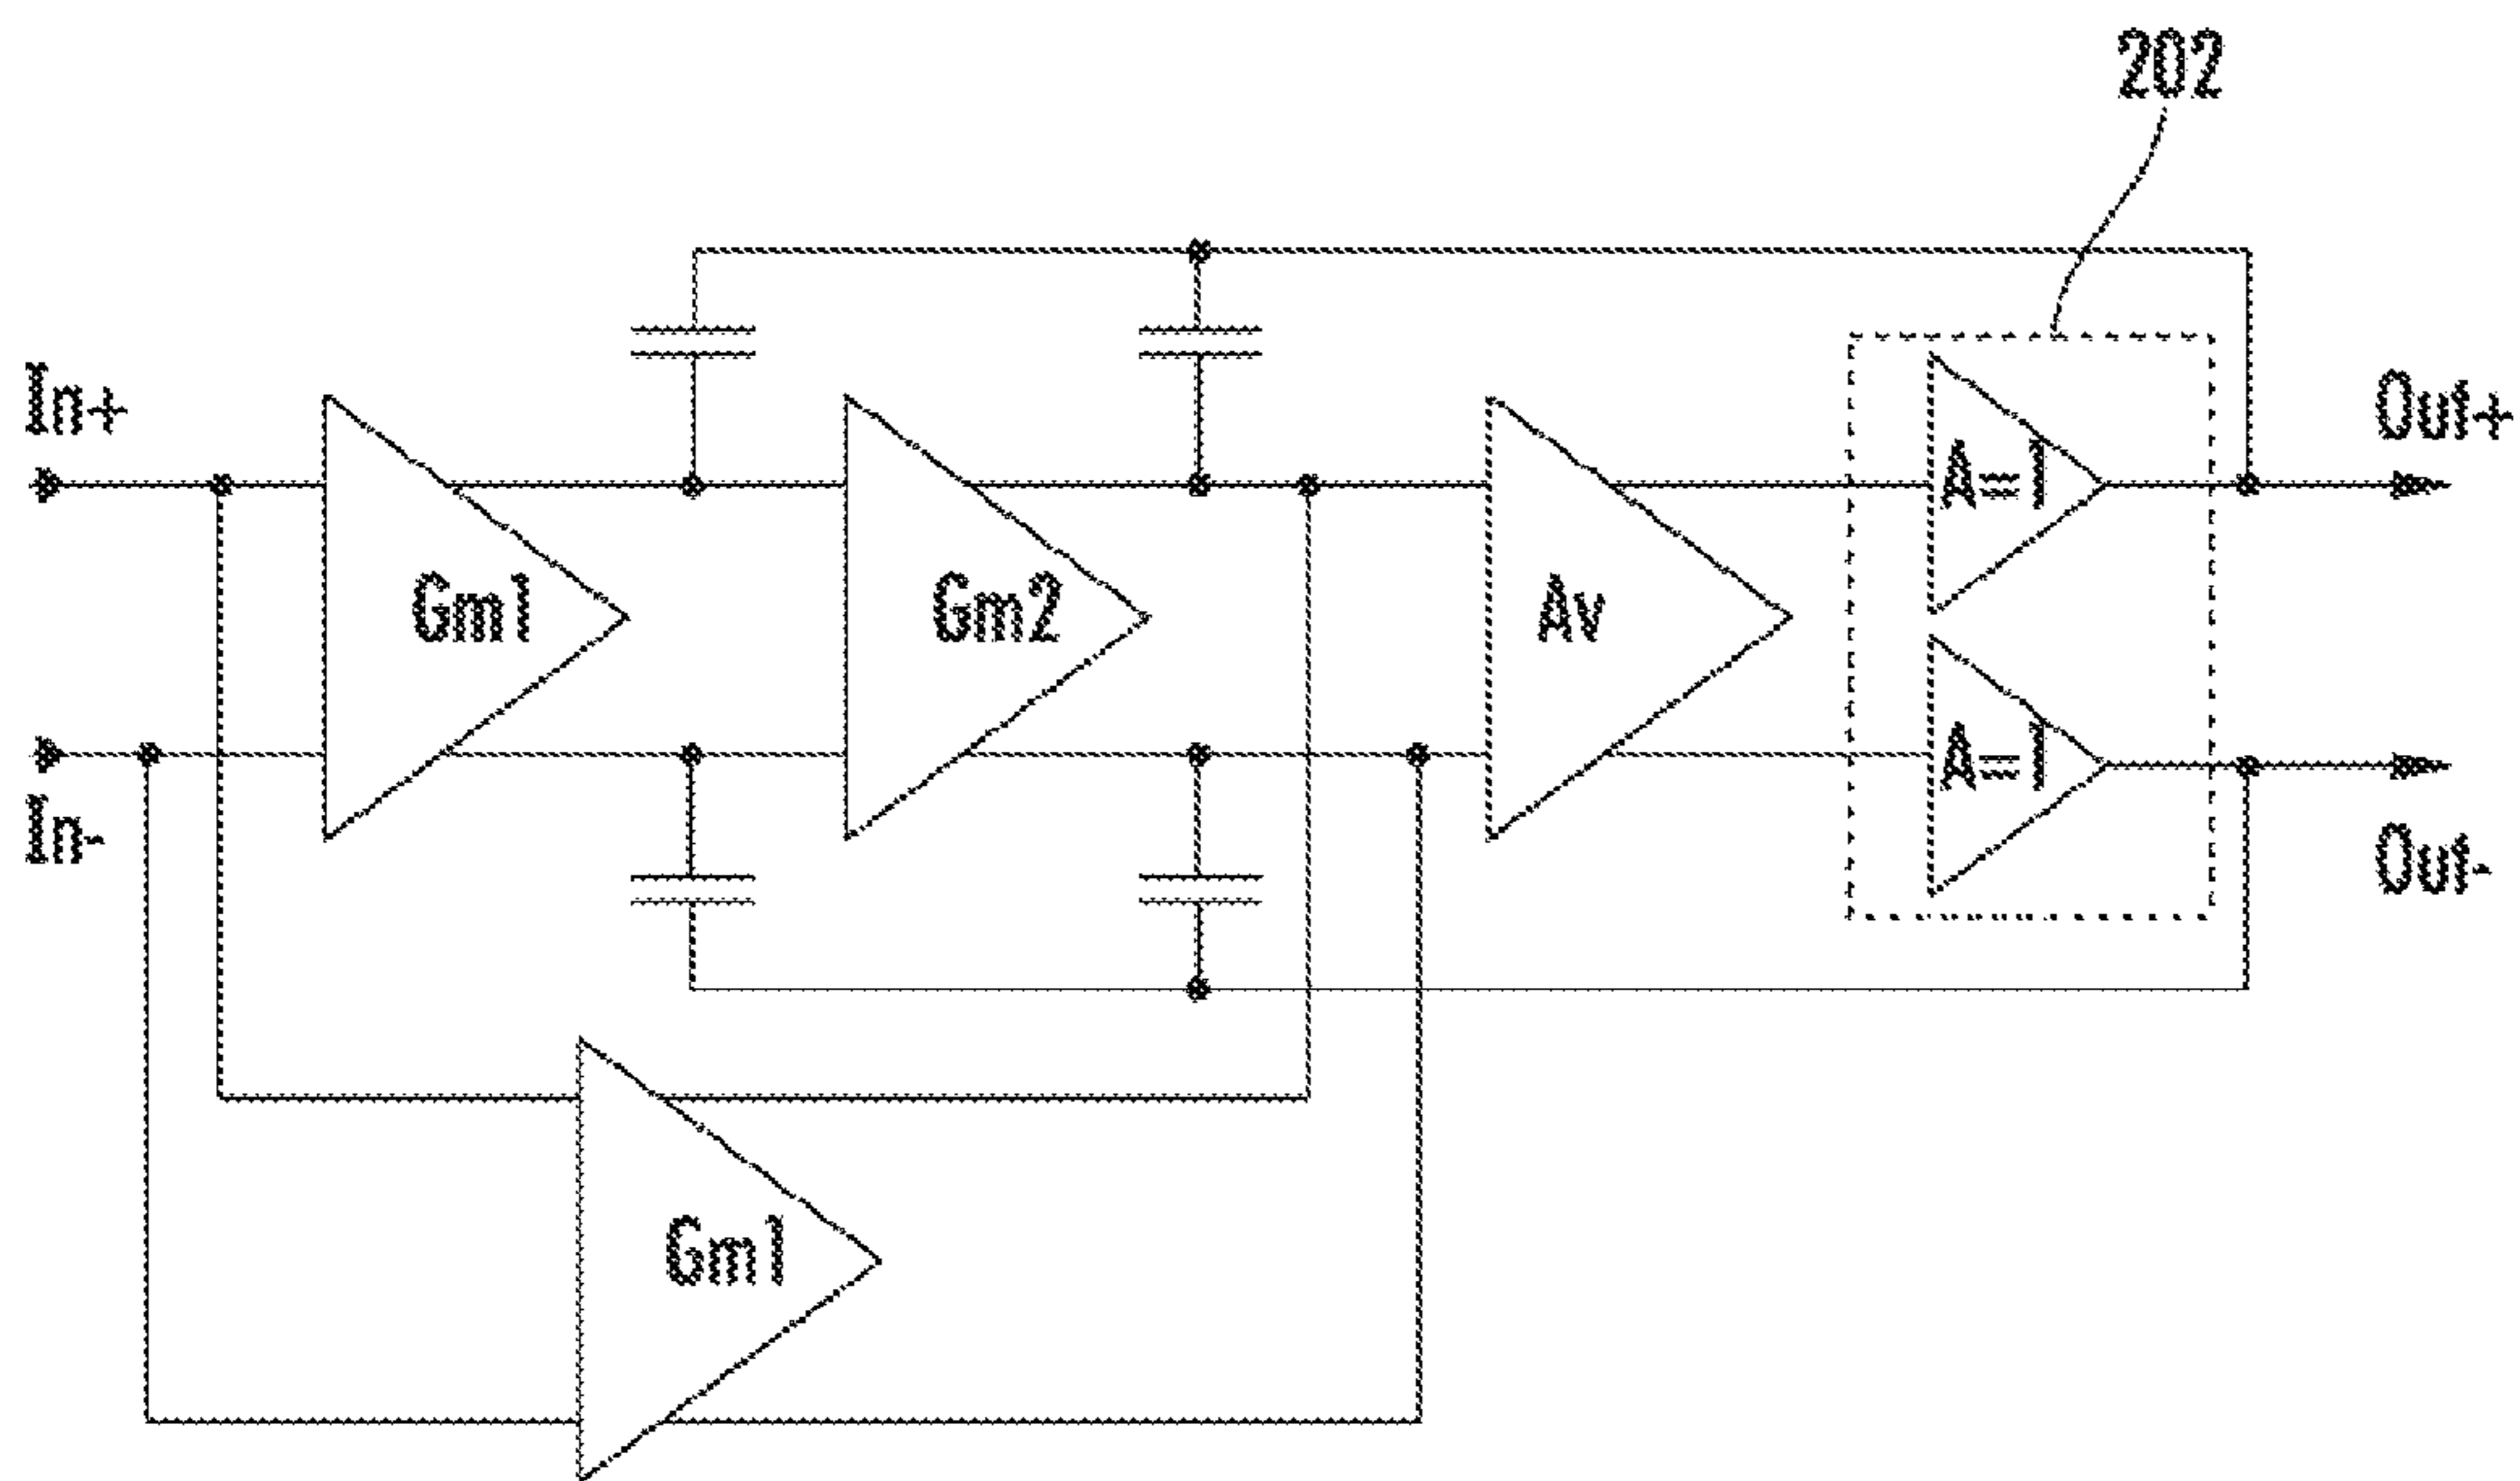 202
In+
Out+
A=1
Gm1
Gm2
Av
A=1
In-
Out-
Gm1